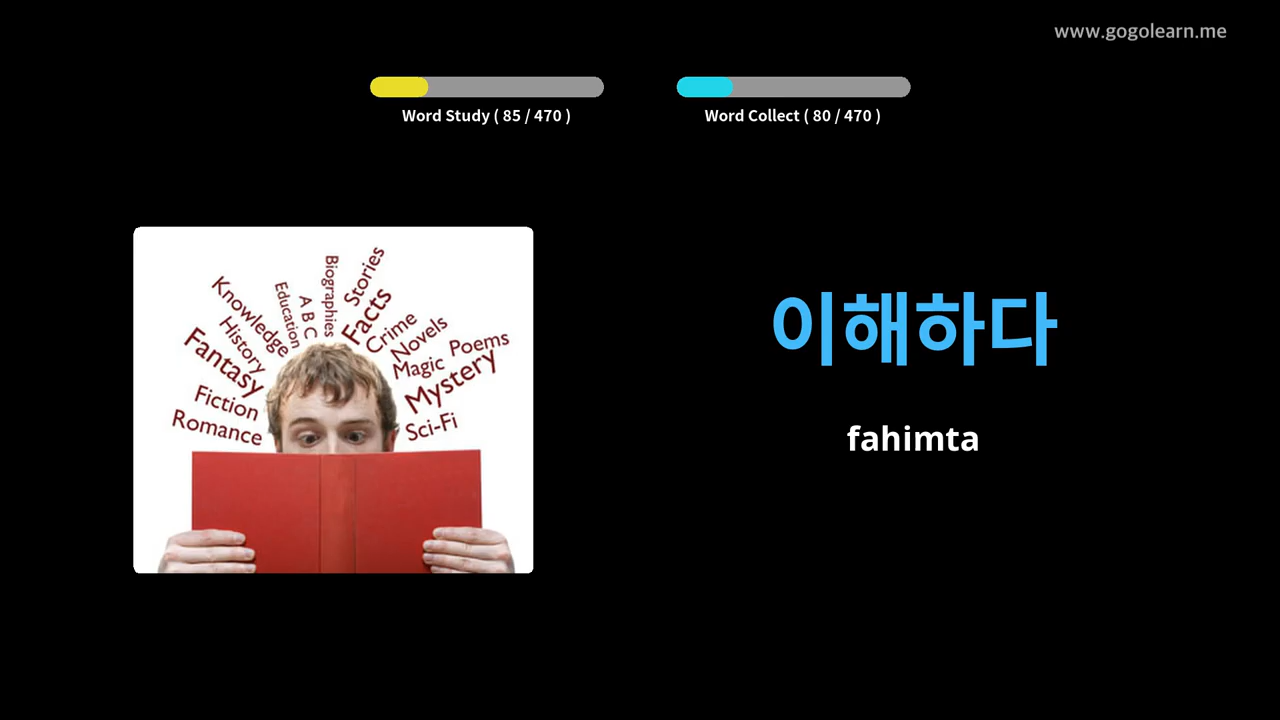 www.gogolearn.me
Word Study ( 85 / 470 )
Word Collect ( 80 / 470 )
Knowledge
Education
A B C
Biographies
Stories
Facts
History
Crime
Novels
Fantasy
Magic
Poems
Mystery
Fiction
Romance
Sci-Fi
이해하다
fahimta